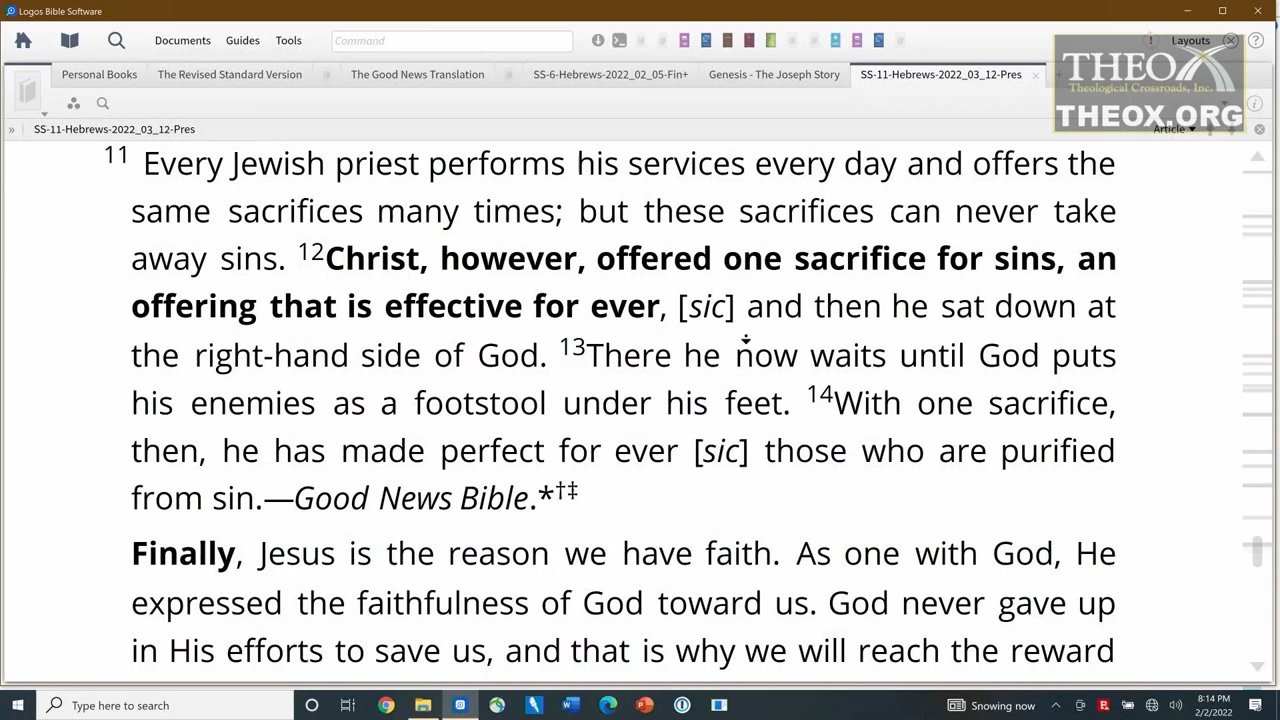 Logos Bible Software
Documents Guides Tools Command Layouts
Personal Books The Revised Standard Version The Good News Translation SS-6-Hebrews-2022_02_05-Fin+ Genesis - The Joseph Story SS-11-Hebrews-2022_03_12-Pres
THEOX
Theological Crossroads, Inc.
THEOX.ORG
» SS-11-Hebrews-2022_03_12-Pres Article
11 Every Jewish priest performs his services every day and offers the
same sacrifices many times; but these sacrifices can never take
away sins. 12Christ, however, offered one sacrifice for sins, an
offering that is effective for ever, [sic] and then he sat down at
the right-hand side of God. 13There he now waits until God puts
his enemies as a footstool under his feet. 14With one sacrifice,
then, he has made perfect for ever [sic] those who are purified
from sin.—Good News Bible.*†‡
Finally, Jesus is the reason we have faith. As one with God, He
expressed the faithfulness of God toward us. God never gave up
in His efforts to save us, and that is why we will reach the reward
Type here to search Showing now 8:14 PM
2/2/2022